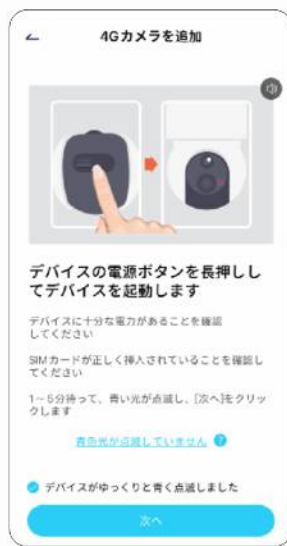 4Gカメラを追加
デバイスの電源ボタンを長押しし
てデバイスを起動します
デバイスに十分な電力があることを確認
してください
SIMカードが正しく挿入されていることを確認し
てください
1～5分待って、青い光が点滅し、[次へ]をクリッ
クします
青色光が点滅していません ?
デバイスがゆっくりと青く点滅しました
次へ